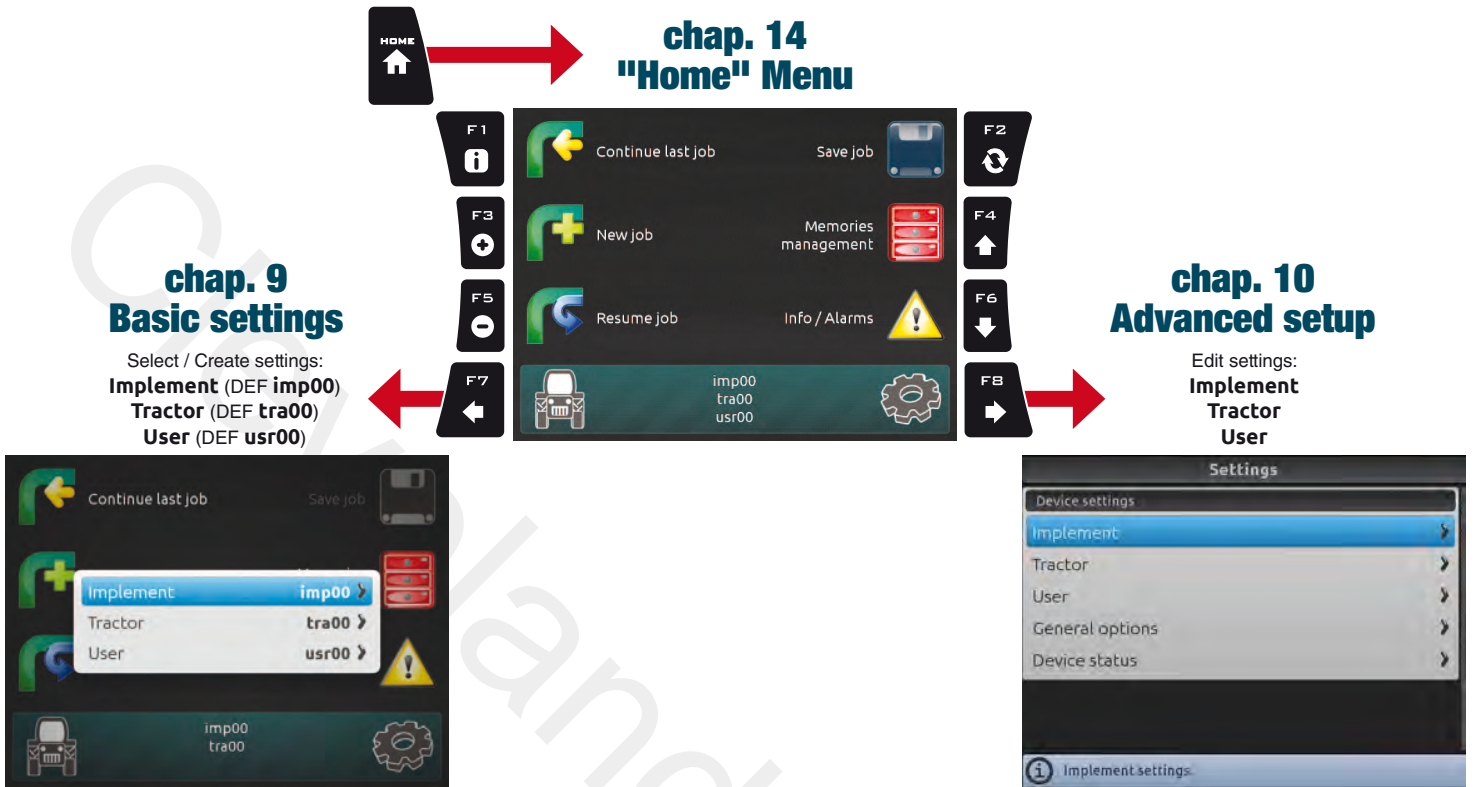 HOME
chap. 14
"Home" Menu
F1
Continue last job
Save job
F2
F3
New job
Memories
management
F4
F5
Resume job
Info / Alarms
F6
F7
imp00
tra00
usr00
F8
chap. 9
Basic settings
Select / Create settings:
Implement (DEF imp00)
Tractor (DEF tra00)
User (DEF usr00)
chap. 10
Advanced setup
Edit settings:
Implement
Tractor
User
Continue last job
Save job
Implement imp00
Tractor tra00
User usr00
imp00
tra00
Settings
Device settings
Implement
Tractor
User
General options
Device status
Implement settings